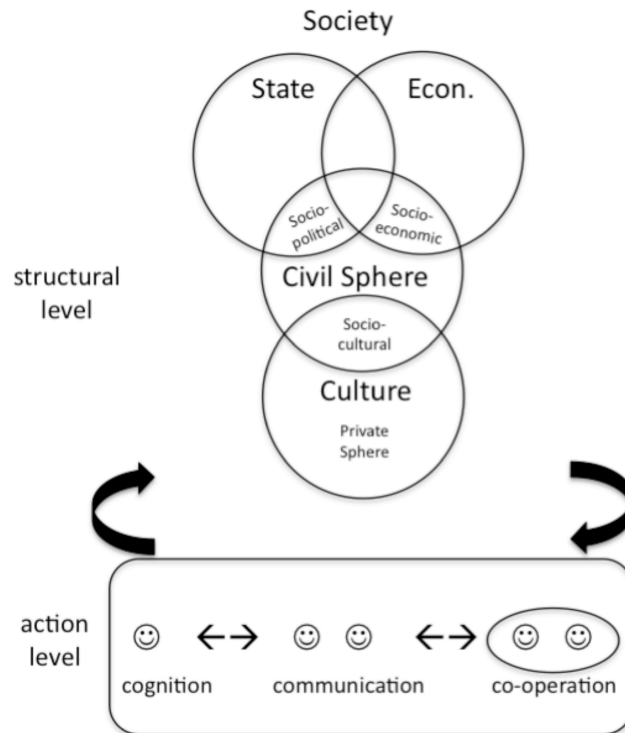 Society
State
Econ.
Socio-
political
Socio-
economic
structural
level
Civil Sphere
Socio-
cultural
Culture
Private
Sphere
action
level
cognition
communication
co-operation